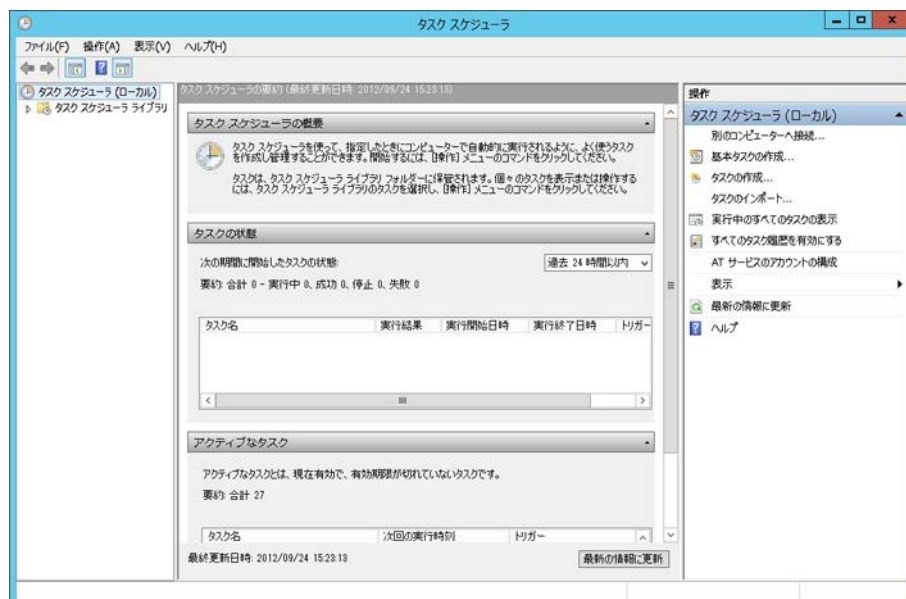 タスク スケジューラ
ファイル(F) 操作(A) 表示(V) ヘルプ(H)
タスク スケジューラ (ローカル)
タスク スケジューラ ライブラリ
タスク スケジューラの要約 (最終更新日時: 2012/09/24 15:23:13)
タスク スケジューラの概要
タスク スケジューラを使って、指定したときにコンピューターで自動的に実行されるように、よく使うタスク
を作成し管理することができます。開始するには、[操作] メニューのコマンドをクリックしてください。
タスクは、タスク スケジューラ ライブラリ フォルダーに保管されます。個々のタスクを表示または操作する
には、タスク スケジューラ ライブラリのタスクを選択し、[操作] メニューのコマンドをクリックしてください。
タスクの状態
次の期間に開始したタスクの状態:
過去 24 時間以内
要約: 合計 0 - 実行中 0、成功 0、停止 0、失敗 0
タスク名 実行結果 実行開始日時 実行終了日時 トリガー
アクティブなタスク
アクティブなタスクとは、現在有効で、有効期限が切れていないタスクです。
要約: 合計 27
タスク名 次回の実行時刻 トリガー
最終更新日時: 2012/09/24 15:23:13
最新の情報に更新
操作
タスク スケジューラ (ローカル)
別のコンピューターへ接続...
基本タスクの作成...
タスクの作成...
タスクのインポート...
実行中のすべてのタスクの表示
すべてのタスク履歴を有効にする
AT サービスのアカウントの構成
表示
最新の情報に更新
ヘルプ